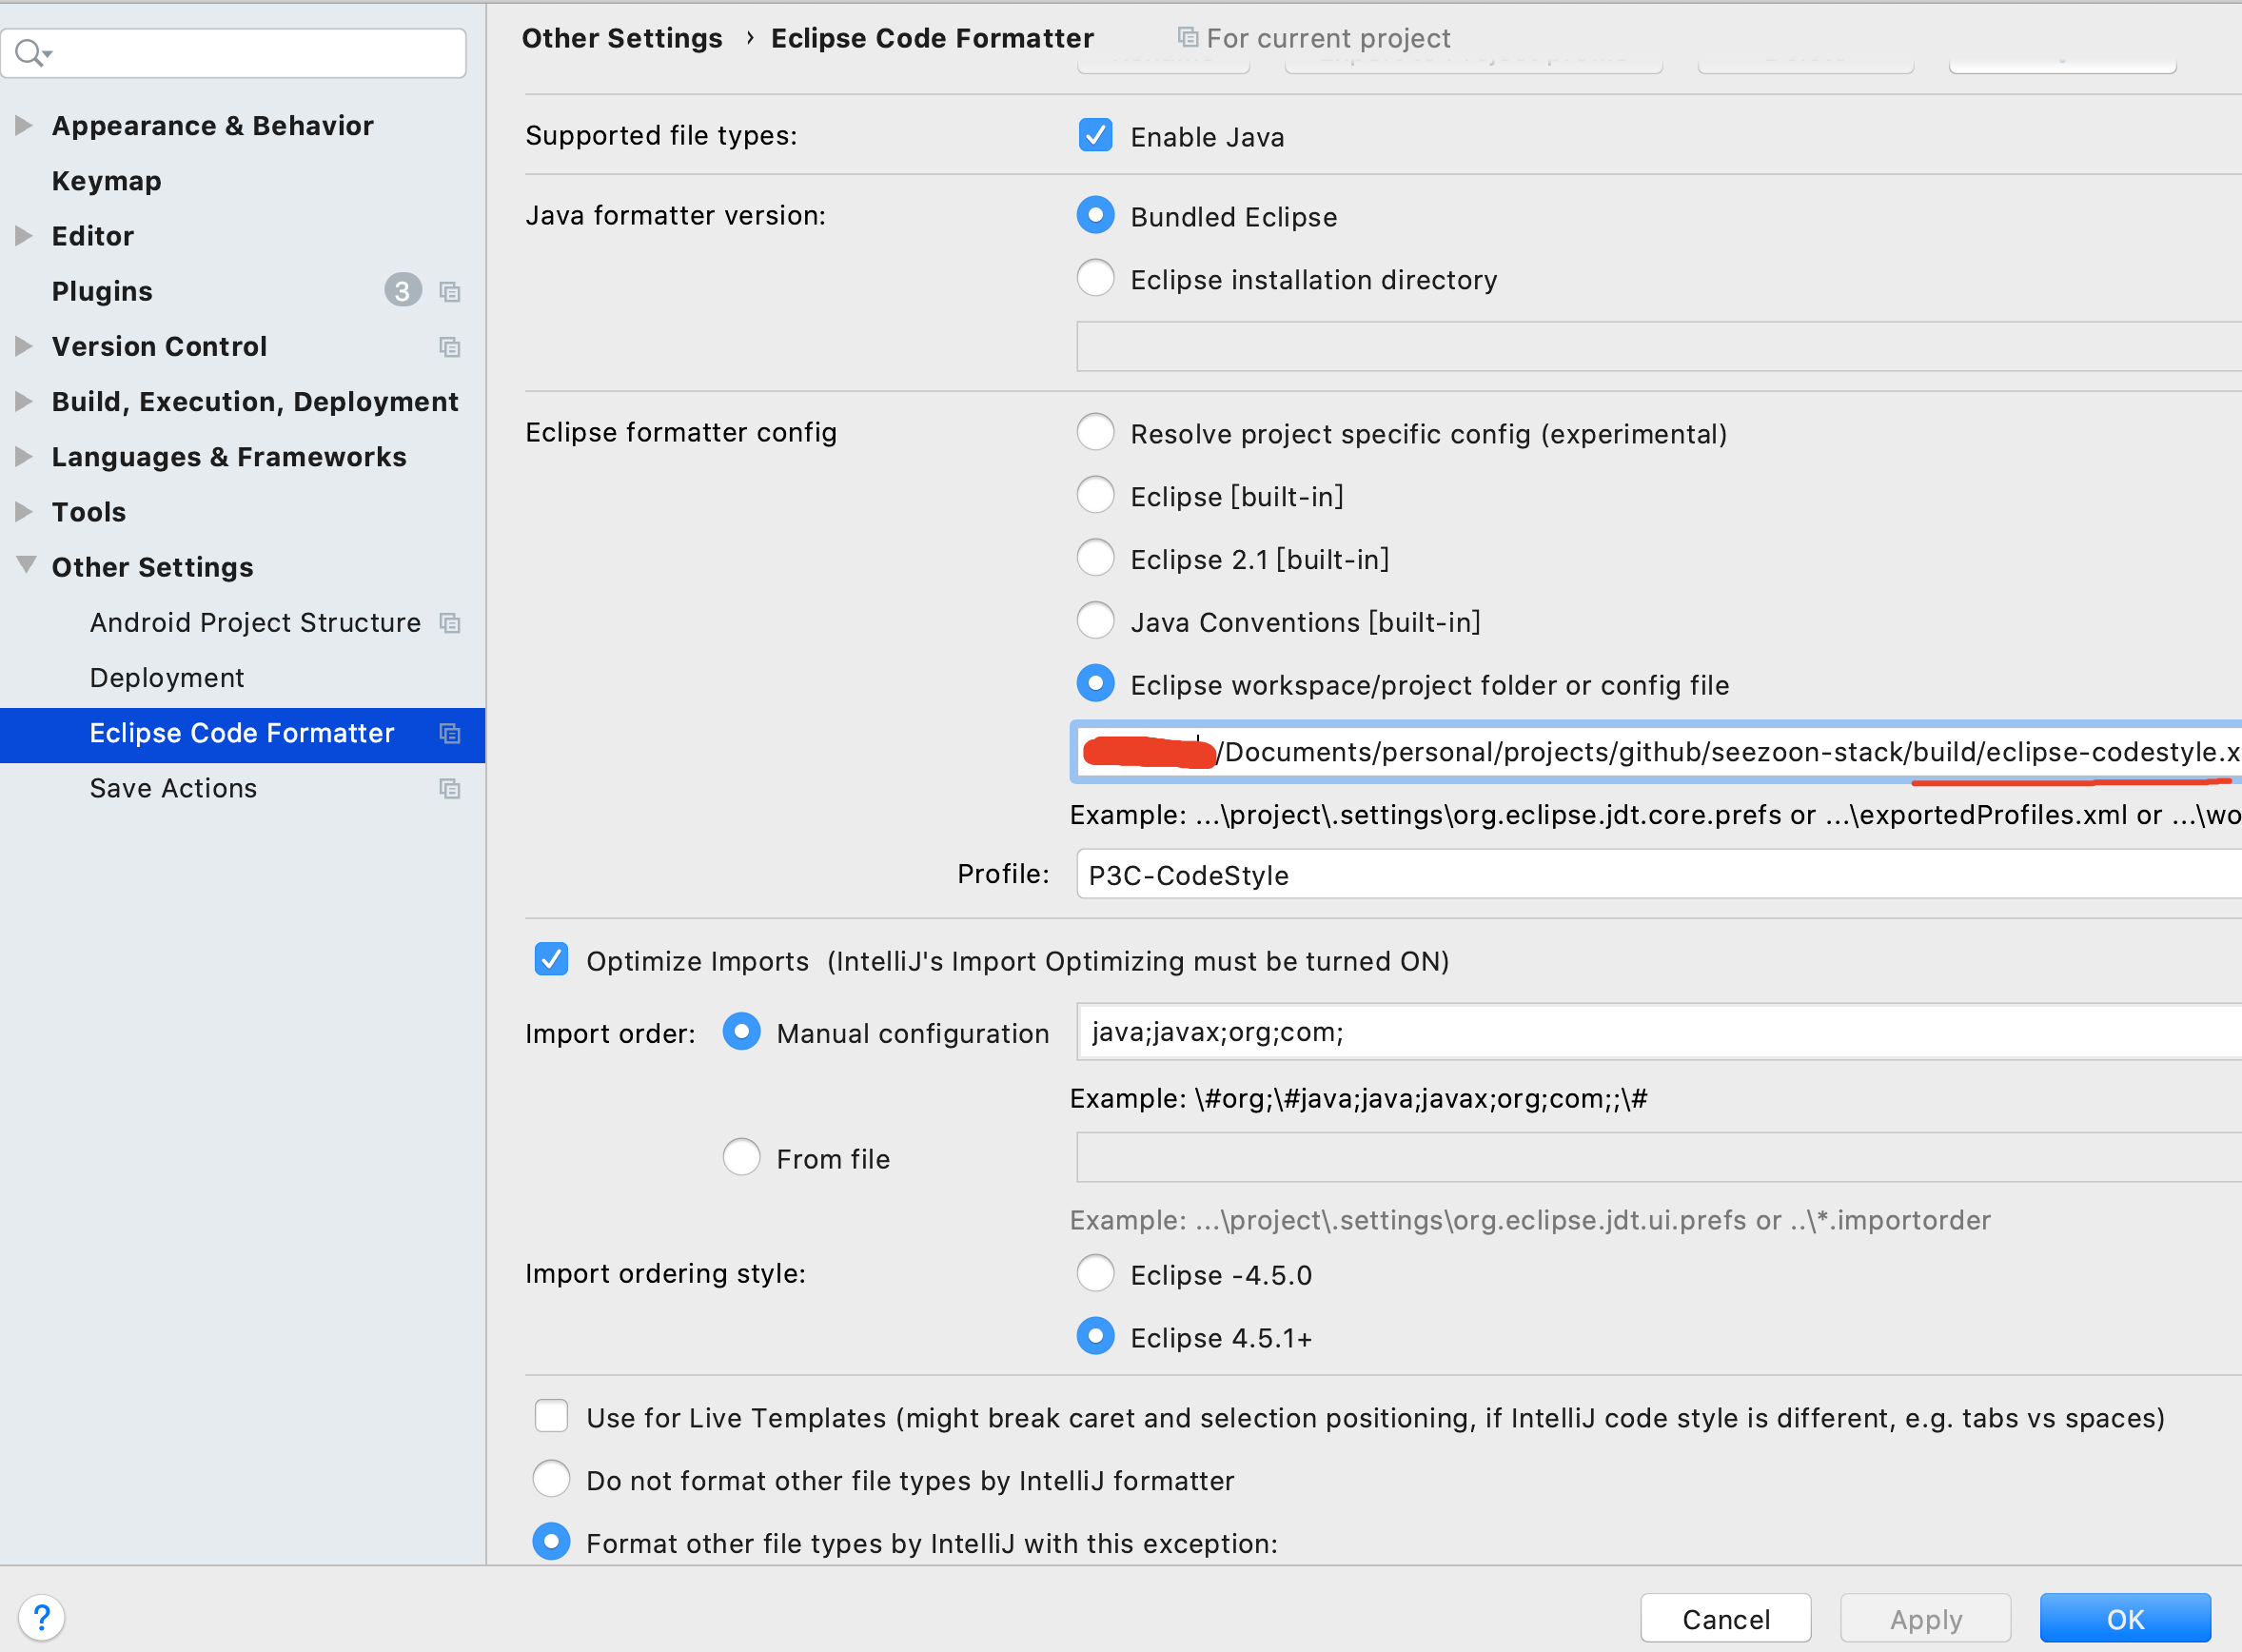 Other Settings › Eclipse Code Formatter For current project
Appearance & Behavior
Keymap
Editor
Plugins 3
Version Control
Build, Execution, Deployment
Languages & Frameworks
Tools
Other Settings
Android Project Structure
Deployment
Eclipse Code Formatter
Save Actions
Supported file types: Enable Java
Java formatter version: Bundled Eclipse
Eclipse installation directory
Eclipse formatter config Resolve project specific config (experimental)
Eclipse [built-in]
Eclipse 2.1 [built-in]
Java Conventions [built-in]
Eclipse workspace/project folder or config file
/Documents/personal/projects/github/seezoon-stack/build/eclipse-codestyle.x
Example: ...\project\.settings\org.eclipse.jdt.core.prefs or ...\exportedProfiles.xml or ...\wo
Profile: P3C-CodeStyle
Optimize Imports (IntelliJ's Import Optimizing must be turned ON)
Import order: Manual configuration java;javax;org;com;
Example: \#org;\#java;java;javax;org;com;;\#
From file
Example: ...\project\.settings\org.eclipse.jdt.ui.prefs or ..\*.importorder
Import ordering style: Eclipse -4.5.0
Eclipse 4.5.1+
Use for Live Templates (might break caret and selection positioning, if IntelliJ code style is different, e.g. tabs vs spaces)
Do not format other file types by IntelliJ formatter
Format other file types by IntelliJ with this exception:
? Cancel Apply OK